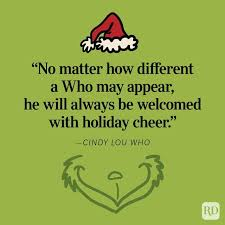 “No matter how different
a Who may appear,
he will always be welcomed
with holiday cheer.”
—CINDY LOU WHO
RD